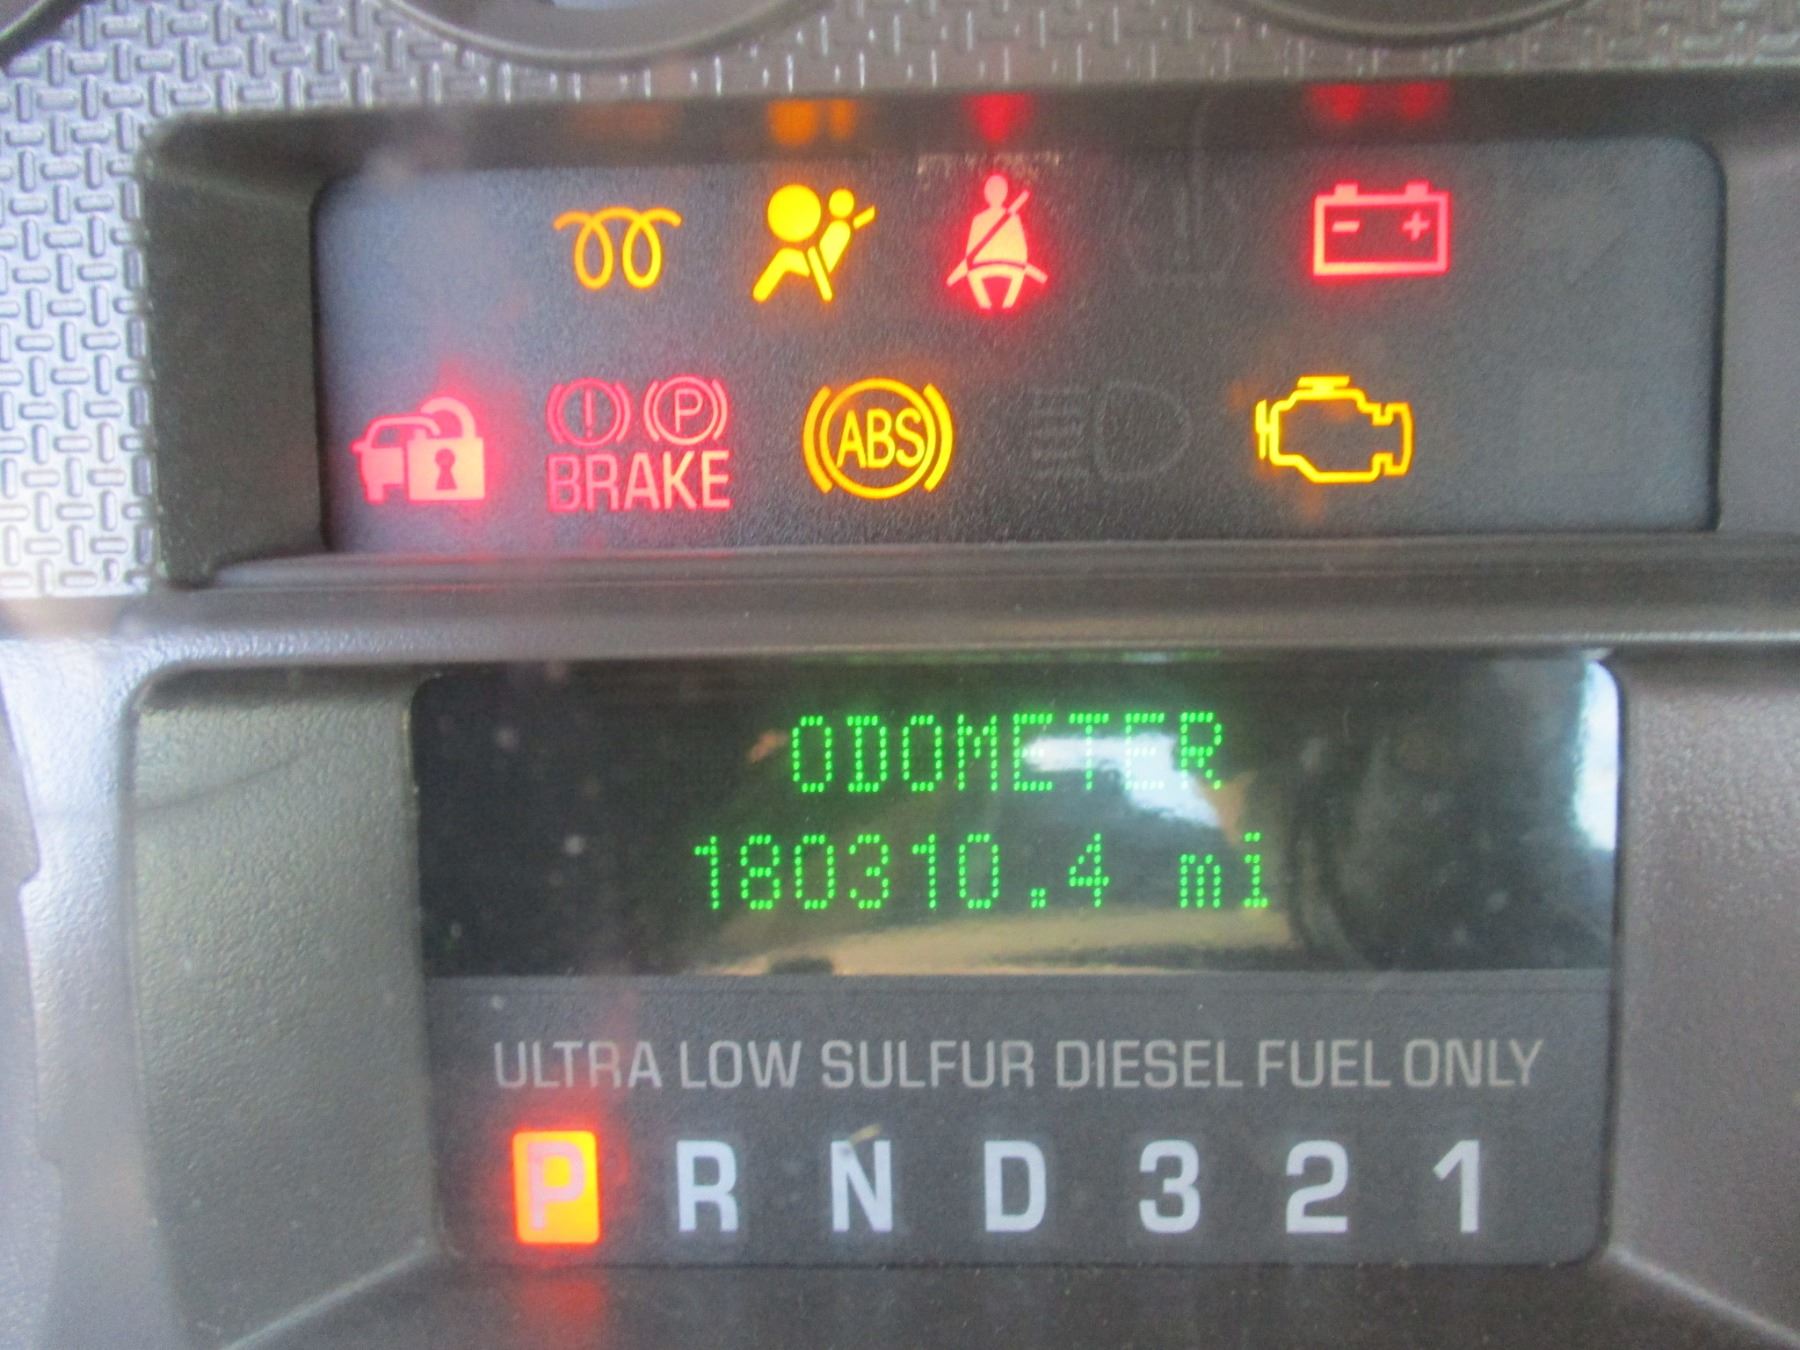 - +
! P
BRAKE ABS
ODOMETER
180310.4 mi
ULTRA LOW SULFUR DIESEL FUEL ONLY
P R N D 3 2 1